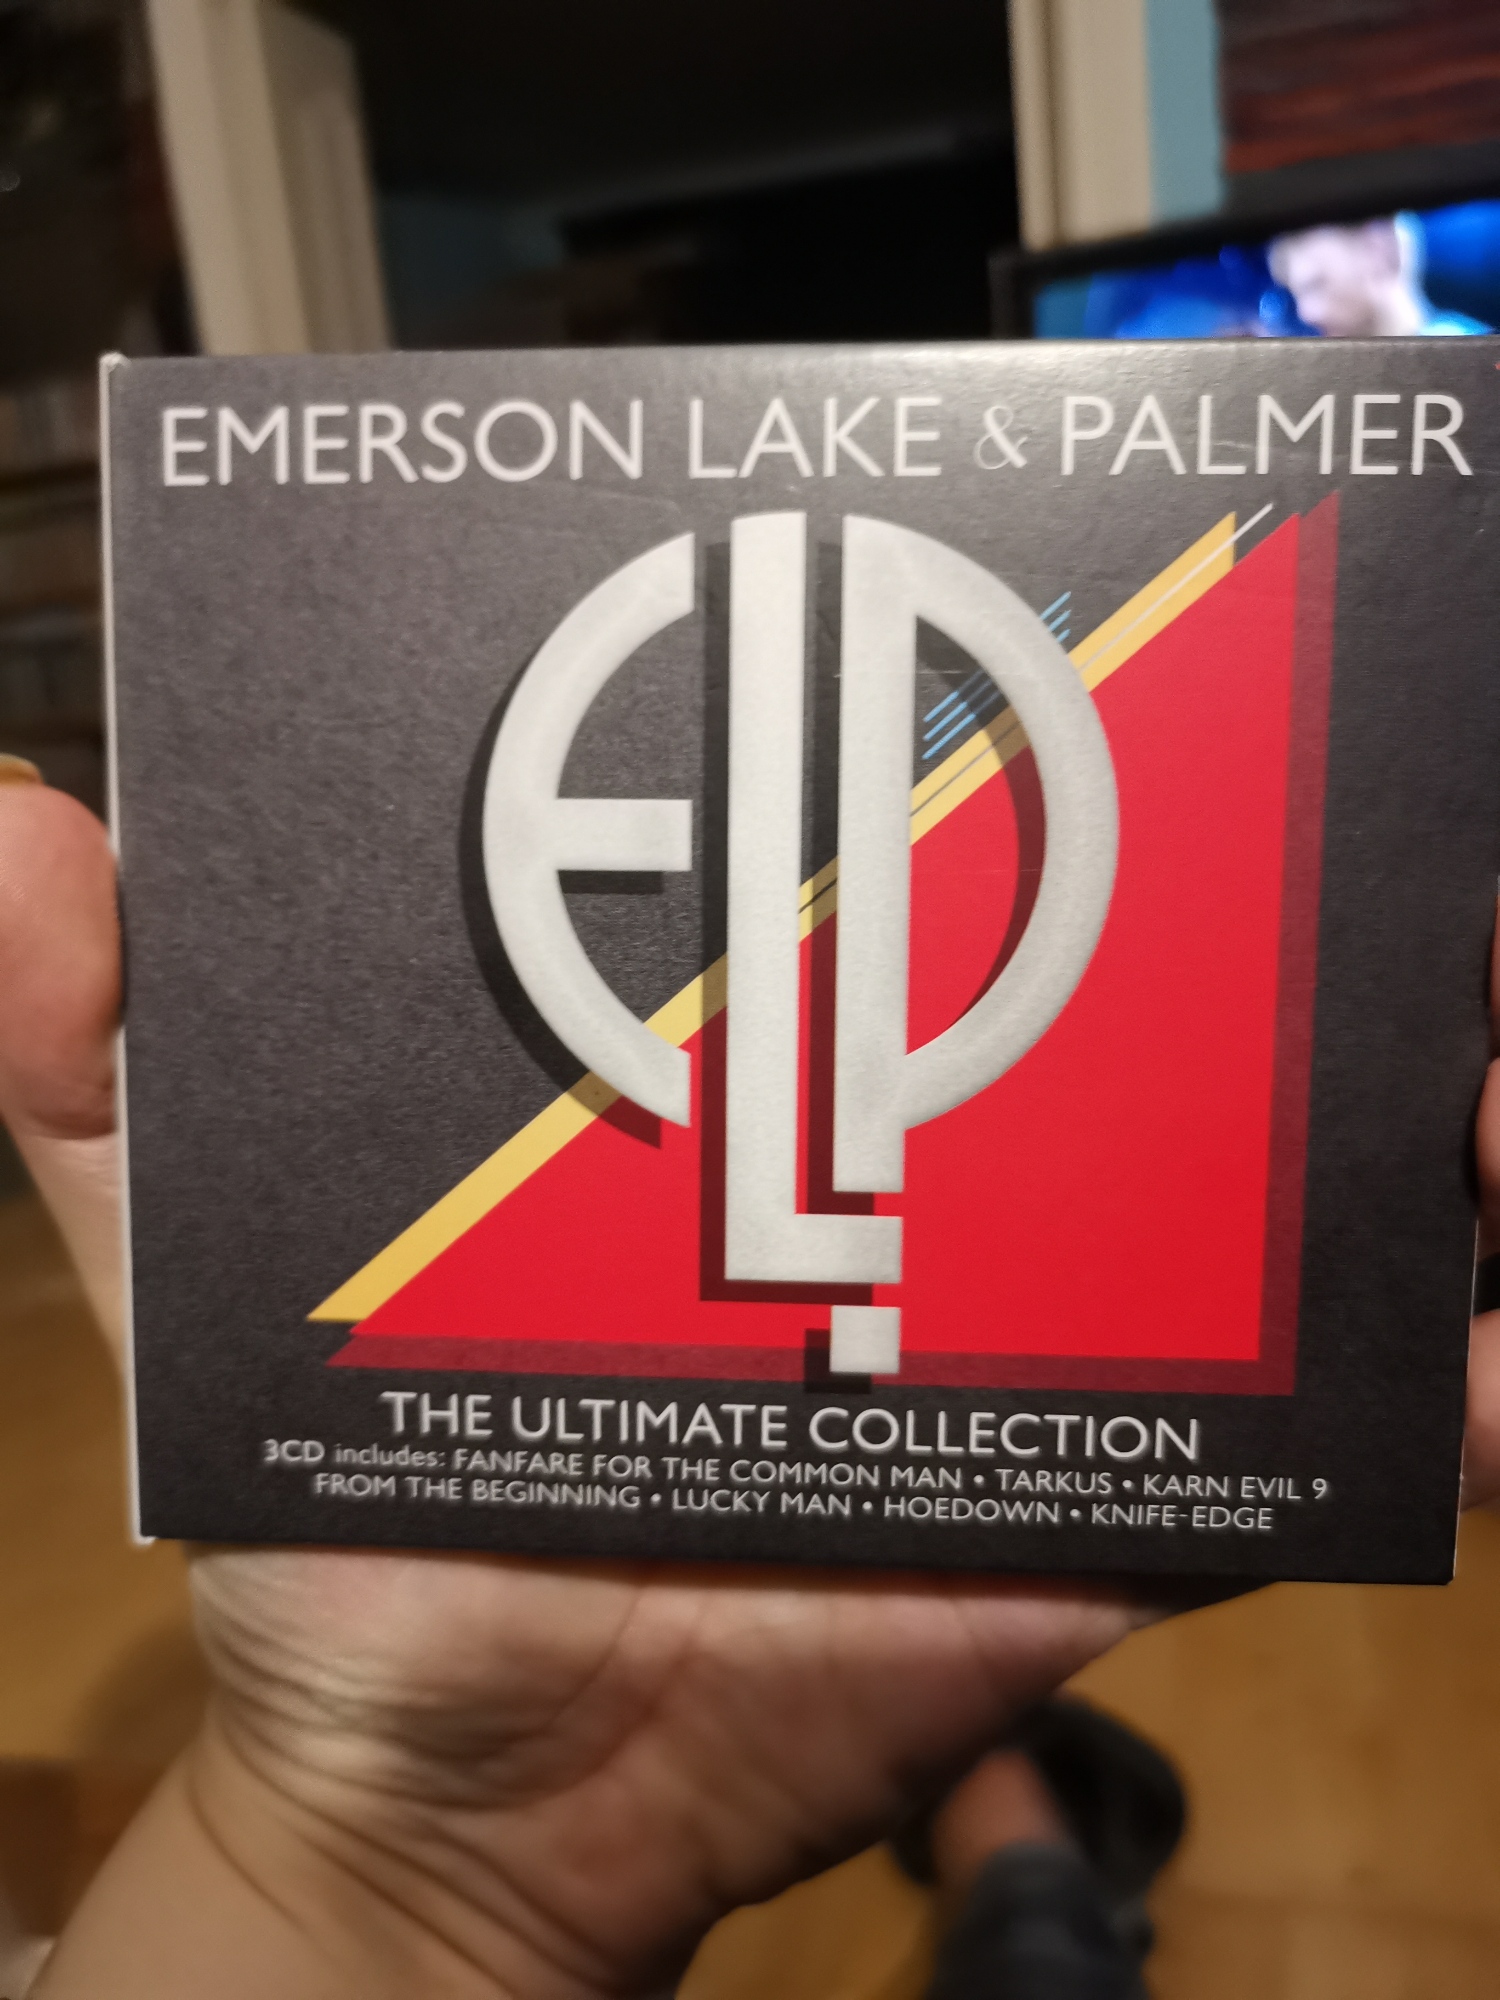 EMERSON LAKE & PALMER
ELP
THE ULTIMATE COLLECTION
3CD includes: FANFARE FOR THE COMMON MAN • TARKUS • KARN EVIL 9
FROM THE BEGINNING • LUCKY MAN • HOEDOWN • KNIFE-EDGE